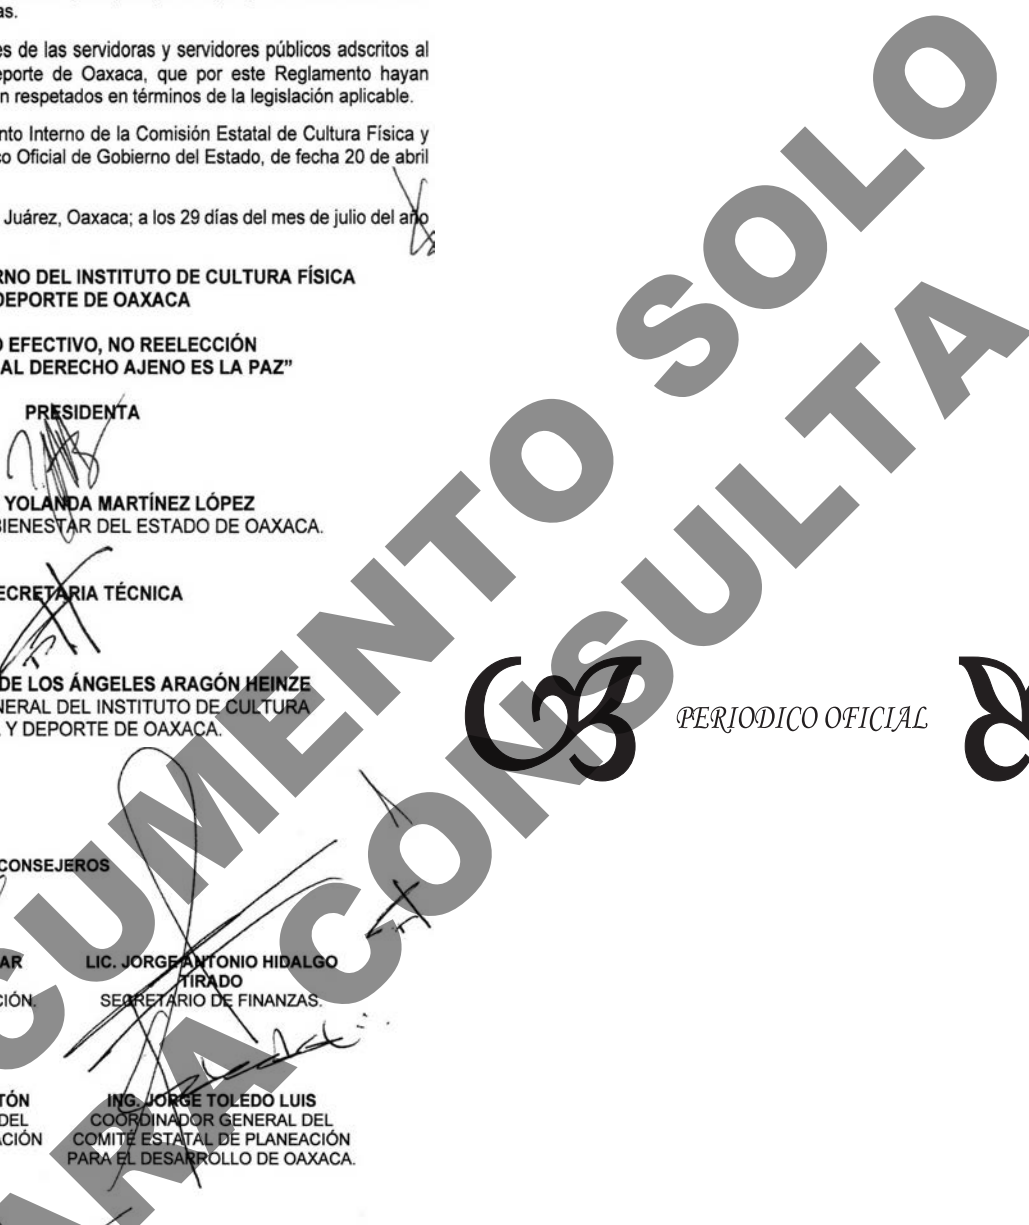 as.
es de las servidoras y servidores públicos adscritos al
eporte de Oaxaca, que por este Reglamento hayan
n respetados en términos de la legislación aplicable.
nto Interno de la Comisión Estatal de Cultura Física y
co Oficial de Gobierno del Estado, de fecha 20 de abril
Juárez, Oaxaca; a los 29 días del mes de julio del año
RNO DEL INSTITUTO DE CULTURA FÍSICA
DEPORTE DE OAXACA
O EFECTIVO, NO REELECCIÓN
AL DERECHO AJENO ES LA PAZ”
PRESIDENTA
YOLANDA MARTÍNEZ LÓPEZ
BIENESTAR DEL ESTADO DE OAXACA.
ECRETARIA TÉCNICA
DE LOS ÁNGELES ARAGÓN HEINZE
NERAL DEL INSTITUTO DE CULTURA
Y DEPORTE DE OAXACA.
CONSEJEROS
AR
CIÓN.
LIC. JORGE ANTONIO HIDALGO
TIRADO
SECRETARIO DE FINANZAS.
TÓN
DEL
ACIÓN
ING. JORGE TOLEDO LUIS
COORDINADOR GENERAL DEL
COMITÉ ESTATAL DE PLANEACIÓN
PARA EL DESARROLLO DE OAXACA.
PERIODICO OFICIAL
CUMENTO SOLO
ARA CONSULTA